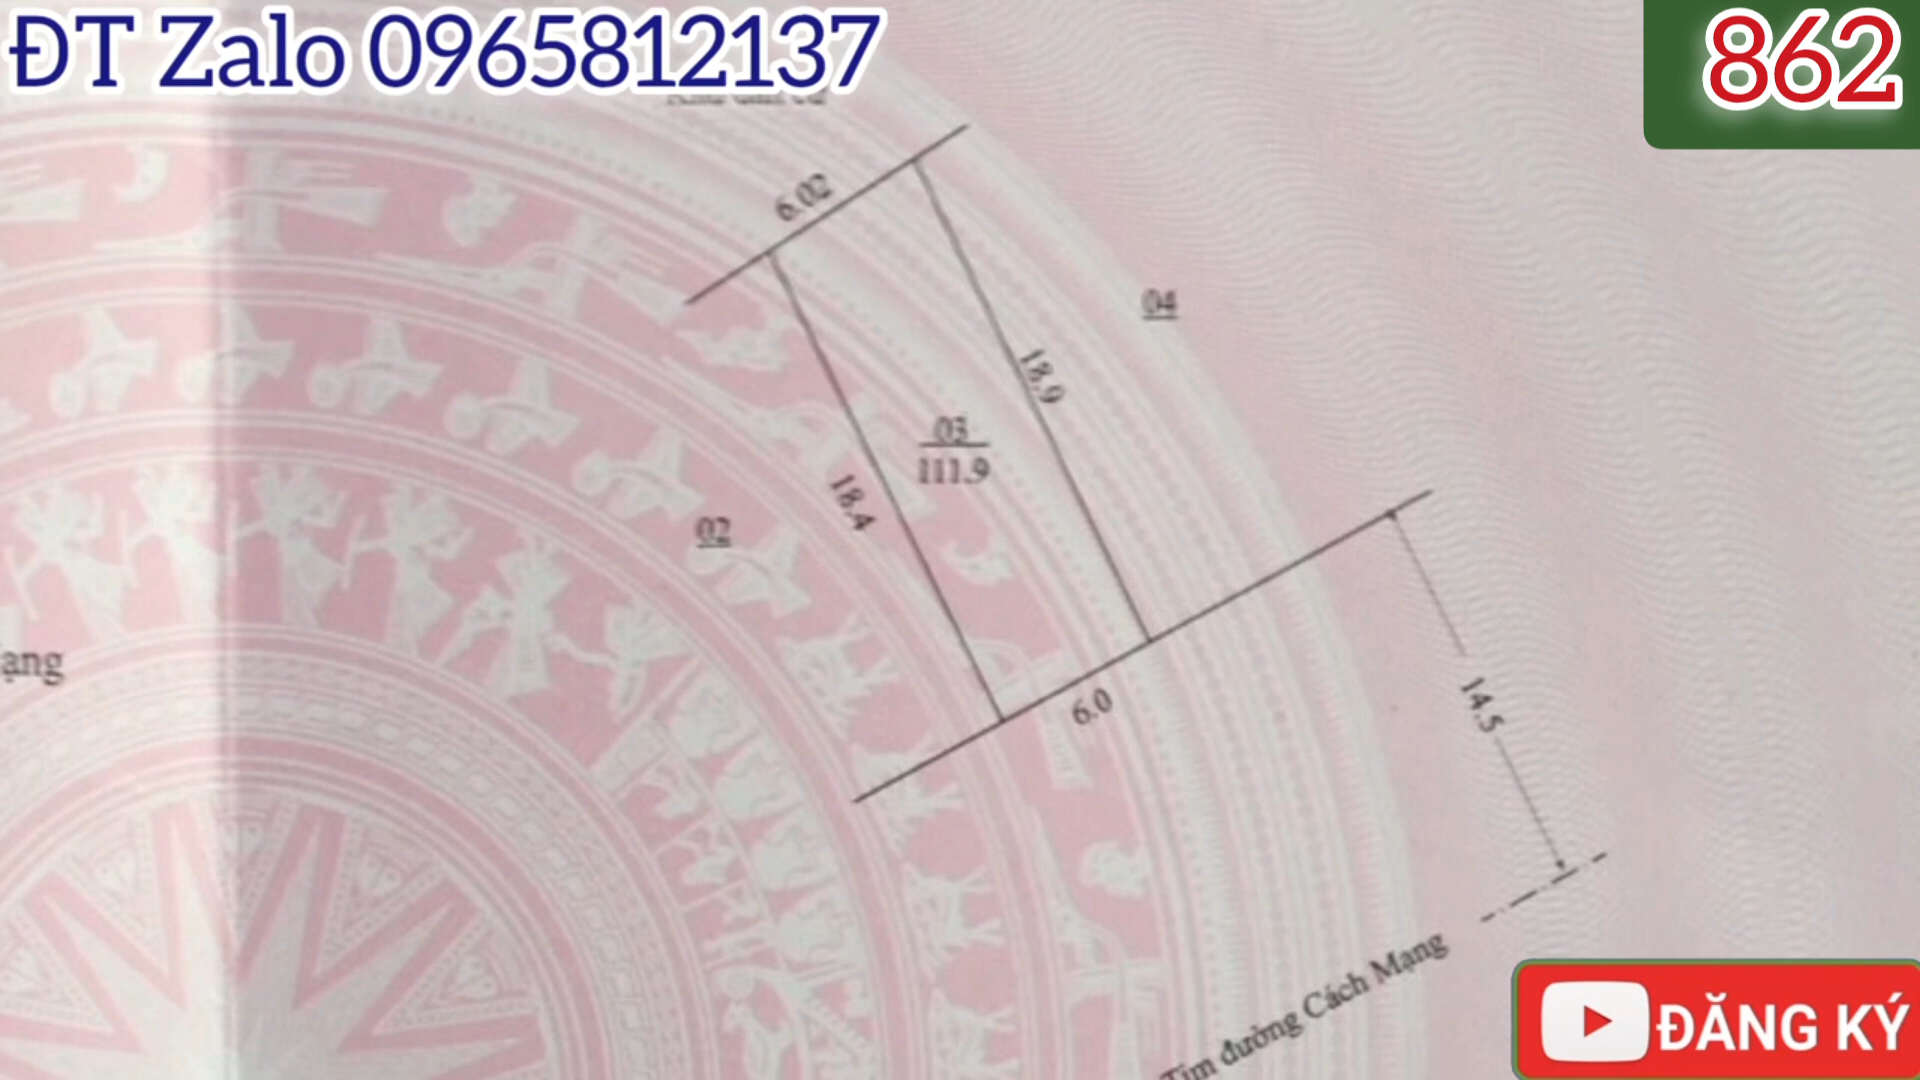 ĐT Zalo 0965812137
862
6.02
04
18.9
03
111.9
18.4
02
ạng
6.0
14.5
Tim đường Cách Mạng
ĐĂNG KÝ